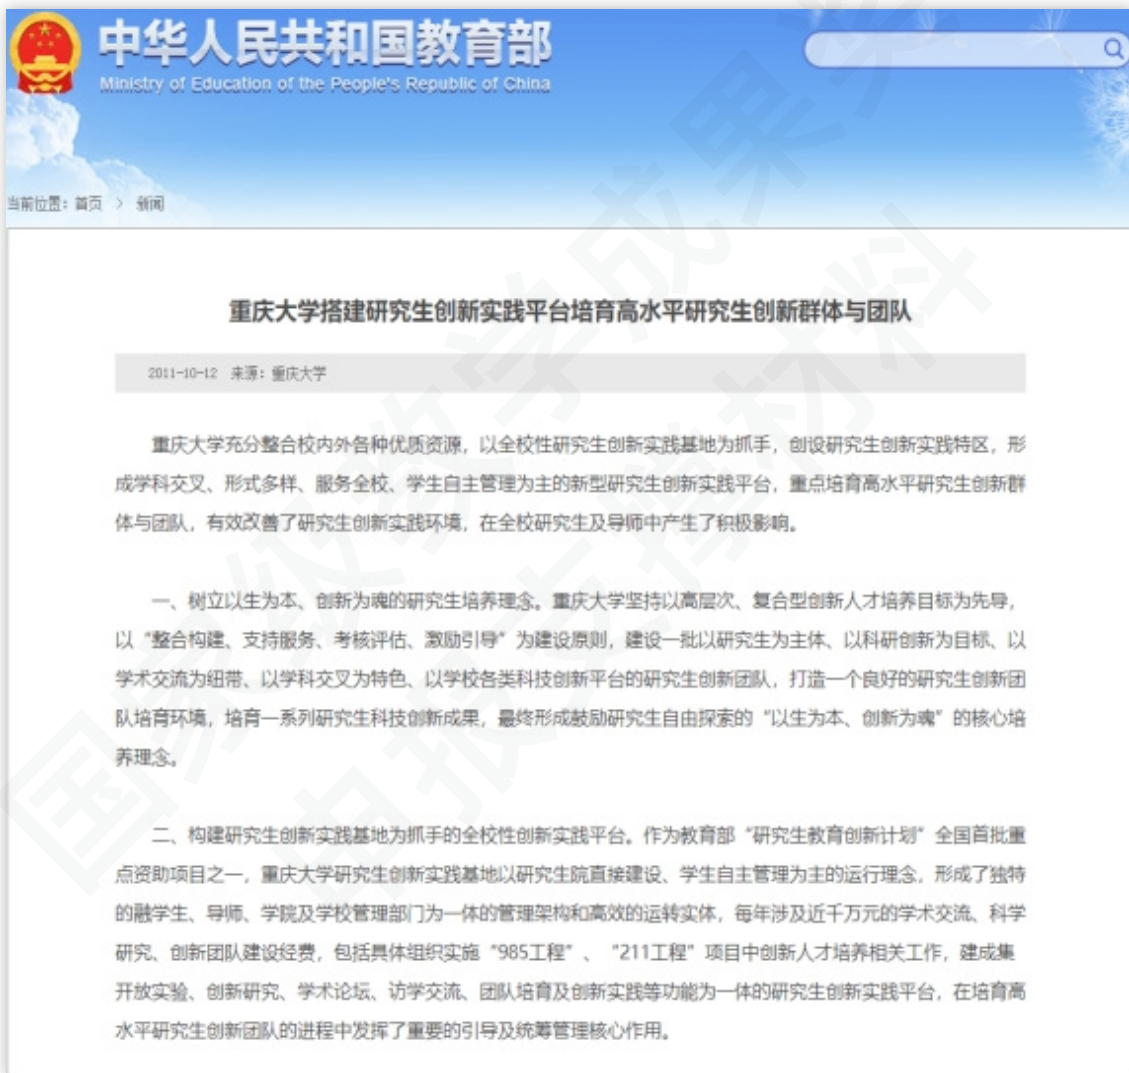 中华人民共和国教育部
Ministry of Education of the People's Republic of China
当前位置：首页 > 新闻
重庆大学搭建研究生创新实践平台培育高水平研究生创新群体与团队
2011-10-12 来源：重庆大学
重庆大学充分整合校内外各种优质资源，以全校性研究生创新实践基地为抓手，创设研究生创新实践特区，形
成学科交叉、形式多样、服务全校、学生自主管理为主的新型研究生创新实践平台，重点培育高水平研究生创新群
体与团队，有效改善了研究生创新实践环境，在全校研究生及导师中产生了积极影响。
一、树立以生为本、创新为魂的研究生培养理念。重庆大学坚持以高层次、复合型创新人才培养目标为先导，
以“整合构建、支持服务、考核评估、激励引导”为建设原则，建设一批以研究生为主体、以科研创新为目标、以
学术交流为纽带、以学科交叉为特色、以学校各类科技创新平台的研究生创新团队，打造一个良好的研究生创新团
队培育环境，培育一系列研究生科技创新成果，最终形成鼓励研究生自由探索的“以生为本、创新为魂”的核心培
养理念。
二、构建研究生创新实践基地为抓手的全校性创新实践平台。作为教育部“研究生教育创新计划”全国首批重
点资助项目之一，重庆大学研究生创新实践基地以研究生院直接建设、学生自主管理为主的运行理念，形成了独特
的融学生、导师、学院及学校管理部门为一体的管理架构和高效的运转实体，每年涉及近千万元的学术交流、科学
研究、创新团队建设经费，包括具体组织实施“985工程”、“211工程”项目中创新人才培养相关工作，建成集
开放实验、创新研究、学术论坛、访学交流、团队培育及创新实践等功能为一体的研究生创新实践平台，在培育高
水平研究生创新团队的进程中发挥了重要的引导及统筹管理核心作用。
国家级教学成果奖
申报支撑材料